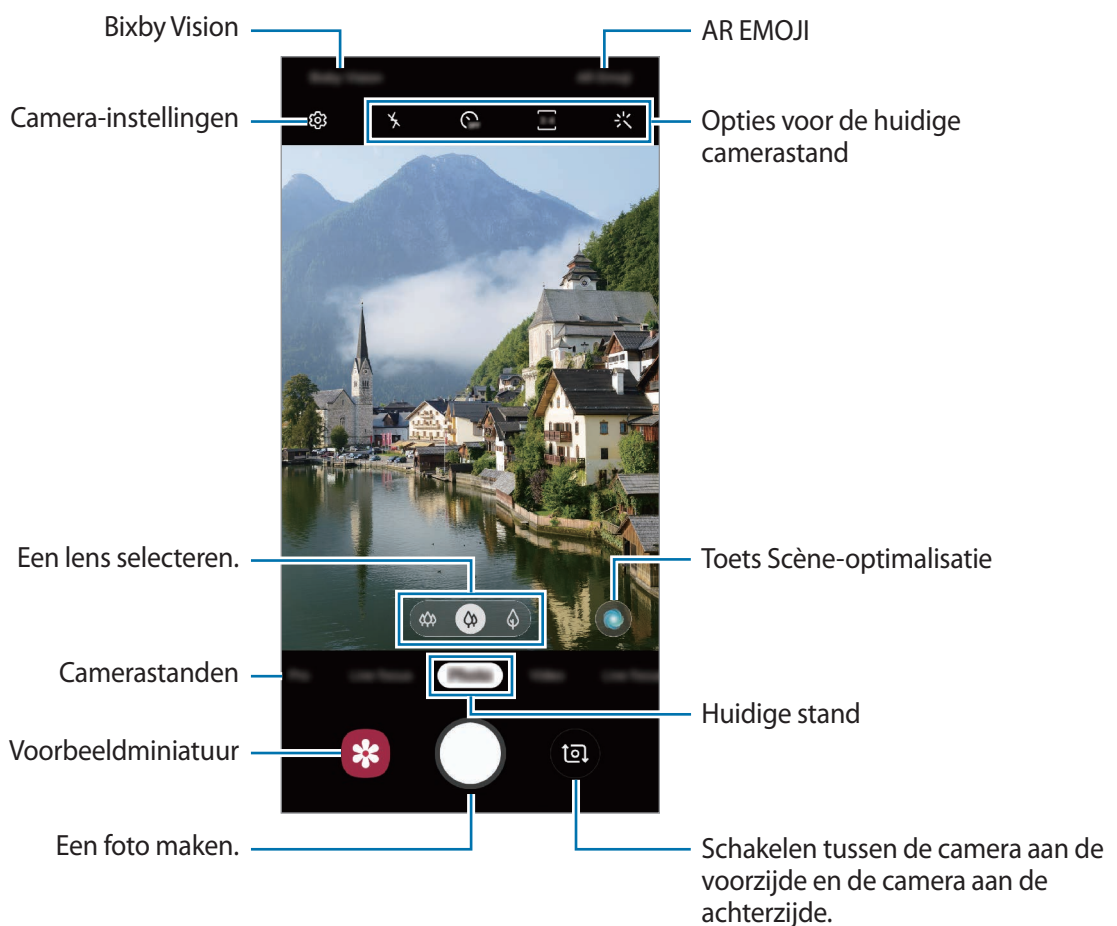 Bixby Vision
AR EMOJI
Camera-instellingen
Opties voor de huidige
camerastand
Een lens selecteren.
Toets Scène-optimalisatie
Camerastanden
Huidige stand
Voorbeeldminiatuur
Een foto maken.
Schakelen tussen de camera aan de
voorzijde en de camera aan de
achterzijde.